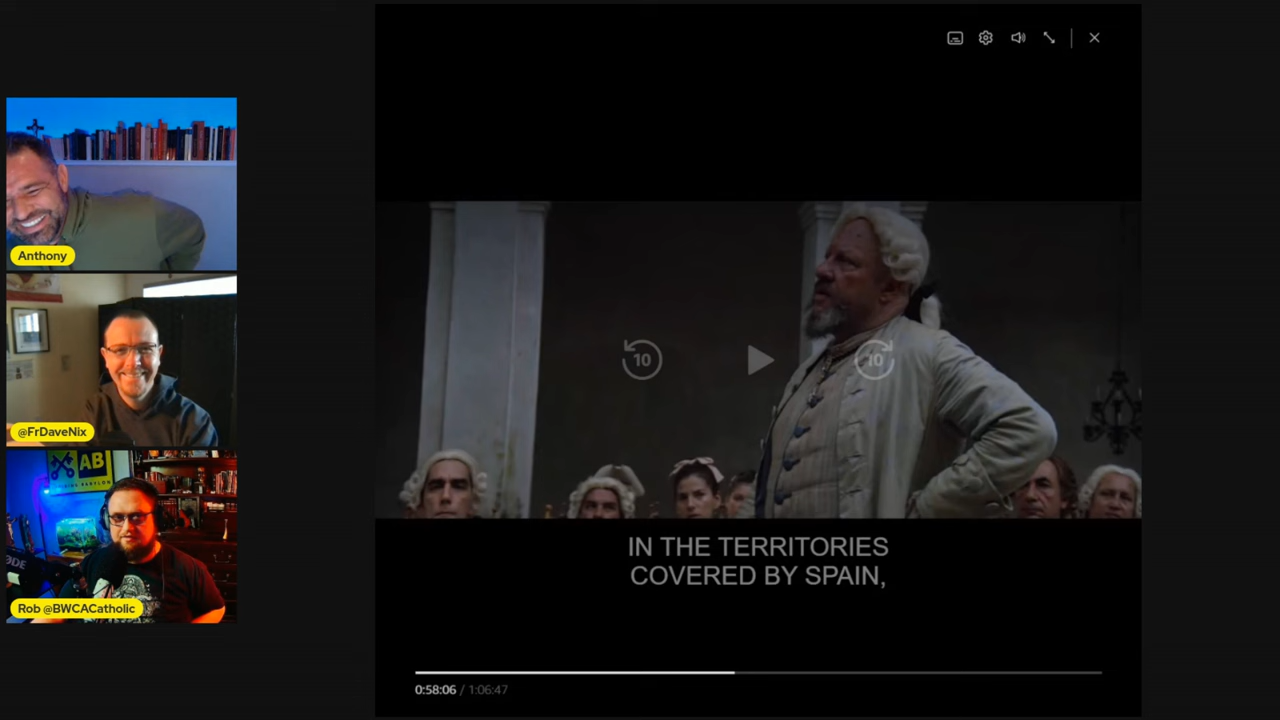 Anthony
@FrDaveNix
AB
Rob @BWCACatholic
10
10
IN THE TERRITORIES
COVERED BY SPAIN,
0:58:06 / 1:06:47